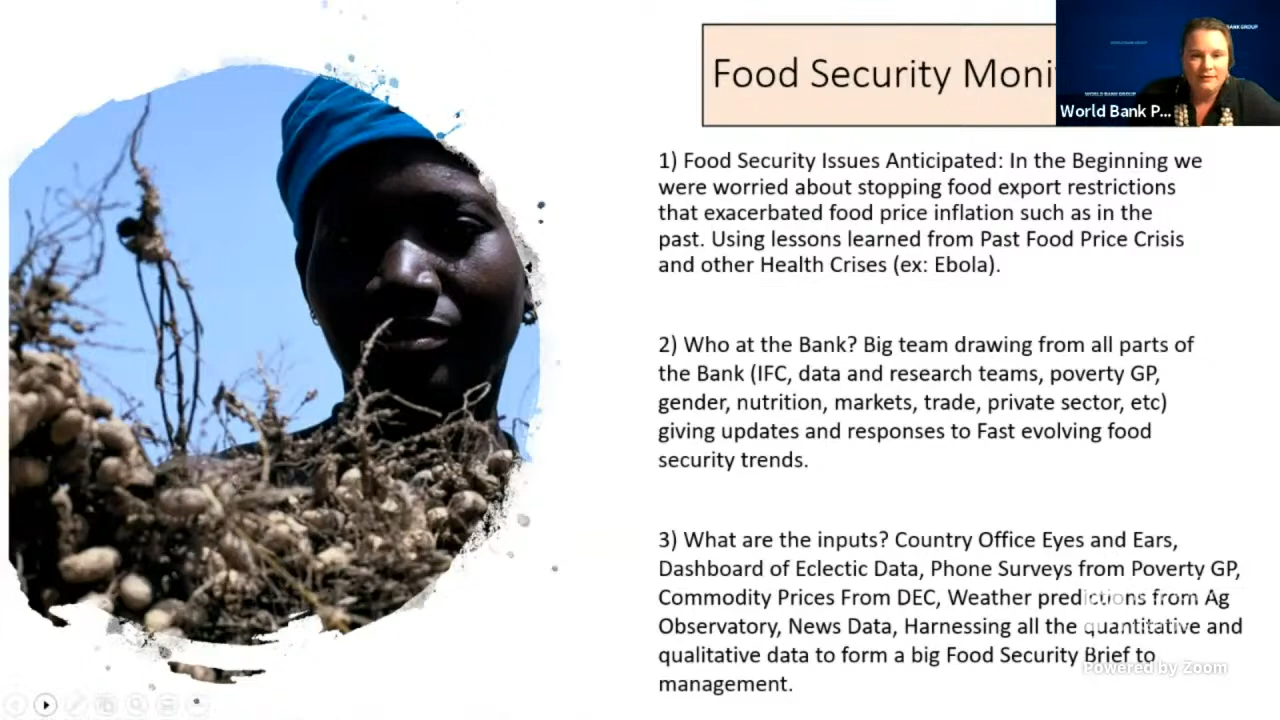 Food Security Moni
WORLD BANK GROUP
WORLD BANK GROUP
World Bank P...
1) Food Security Issues Anticipated: In the Beginning we
were worried about stopping food export restrictions
that exacerbated food price inflation such as in the
past. Using lessons learned from Past Food Price Crisis
and other Health Crises (ex: Ebola).
2) Who at the Bank? Big team drawing from all parts of
the Bank (IFC, data and research teams, poverty GP,
gender, nutrition, markets, trade, private sector, etc)
giving updates and responses to Fast evolving food
security trends.
3) What are the inputs? Country Office Eyes and Ears,
Dashboard of Eclectic Data, Phone Surveys from Poverty GP,
Commodity Prices From DEC, Weather predictions from Ag
Observatory, News Data, Harnessing all the quantitative and
qualitative data to form a big Food Security Brief to
Powered by Zoom
management.